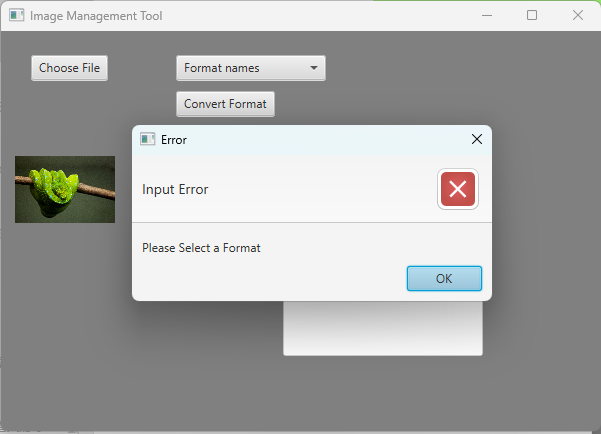 Image Management Tool
Choose File
Format names
Convert Format
Error
Input Error
Please Select a Format
OK